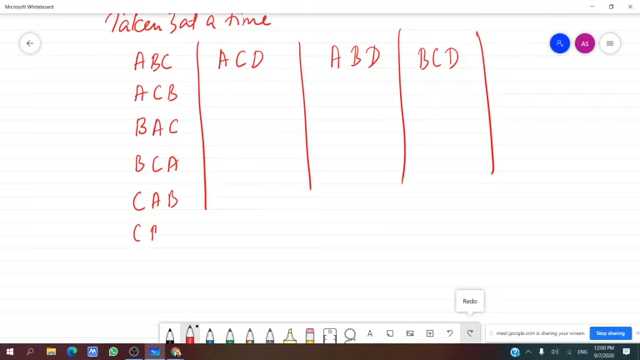 Microsoft Whiteboard
Taken 3 at a time
ABC ACD ABD BCD
ACB
BAC
BCA
CAB
C
AS
Redo
meet.google.com is sharing your screen. Stop sharing
ENG
12:00 PM
9/7/2020